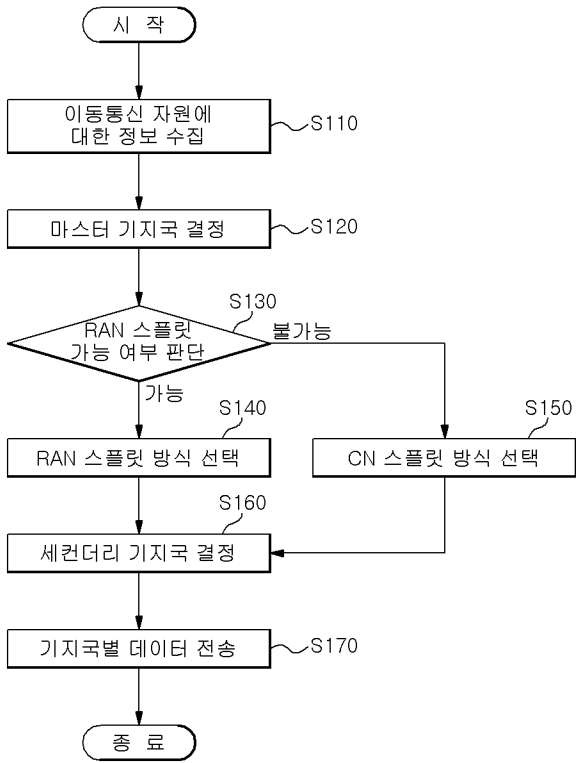 시 작
이동통신 자원에
대한 정보 수집
S110
마스터 기지국 결정
S120
S130
RAN 스플릿
가능 여부 판단
불가능
가능
S140
RAN 스플릿 방식 선택
S150
CN 스플릿 방식 선택
S160
세컨더리 기지국 결정
기지국별 데이터 전송
S170
종 료